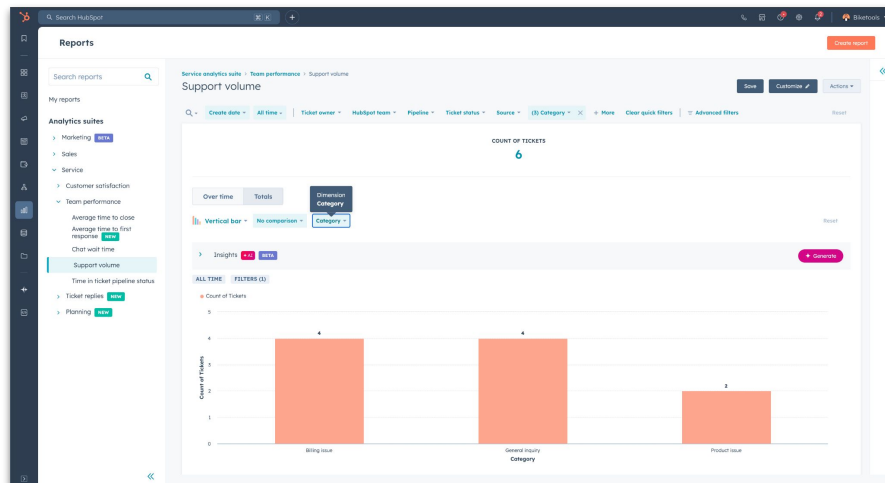 Search HubSpot
⌘ K
+
Biketools
Reports
Create report
Search reports
My reports
Analytics suites
Marketing BETA
Sales
Service
Customer satisfaction
Team performance
Average time to close
Average time to first
response NEW
Chat wait time
Support volume
Time in ticket pipeline status
Ticket replies NEW
Planning NEW
Service analytics suite > Team performance > Support volume
Support volume
Save
Customize
Actions
Create date
All time
Ticket owner
HubSpot team
Pipeline
Ticket status
Source
(3) Category
+ More
Clear quick filters
Advanced filters
Reset
COUNT OF TICKETS
6
Over time
Totals
Dimension
Category
Vertical bar
No comparison
Category
Reset
Insights AI BETA
Generate
ALL TIME
FILTERS (1)
Count of Tickets
5
4
3
2
1
0
Count of Tickets
4
4
2
Billing Issue
General inquiry
Product Issue
Category